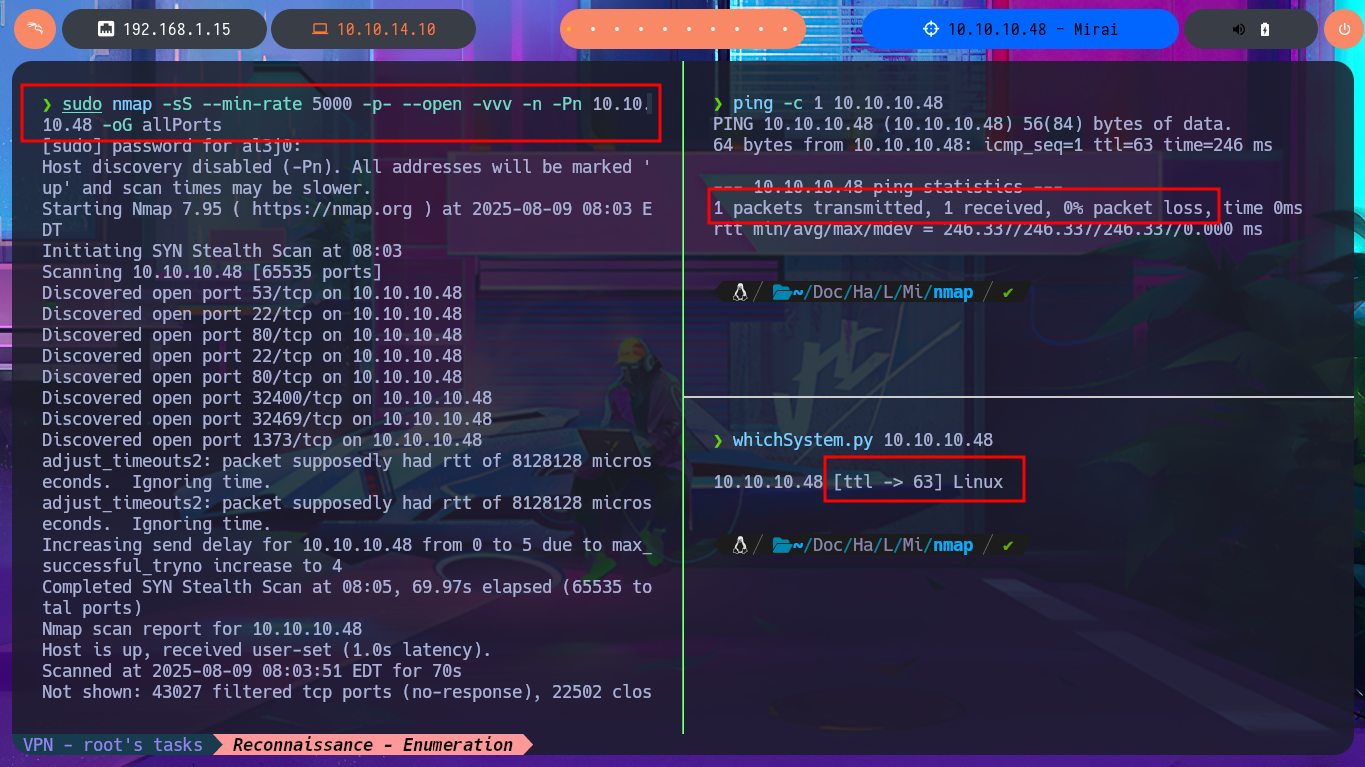 192.168.1.15
10.10.14.10
10.10.10.48 - Mirai
❯ sudo nmap -sS --min-rate 5000 -p- --open -vvv -n -Pn 10.10.
10.48 -oG allPorts
[sudo] password for al3j0:
Host discovery disabled (-Pn). All addresses will be marked '
up' and scan times may be slower.
Starting Nmap 7.95 ( https://nmap.org ) at 2025-08-09 08:03 E
DT
Initiating SYN Stealth Scan at 08:03
Scanning 10.10.10.48 [65535 ports]
Discovered open port 53/tcp on 10.10.10.48
Discovered open port 22/tcp on 10.10.10.48
Discovered open port 80/tcp on 10.10.10.48
Discovered open port 22/tcp on 10.10.10.48
Discovered open port 80/tcp on 10.10.10.48
Discovered open port 32400/tcp on 10.10.10.48
Discovered open port 32469/tcp on 10.10.10.48
Discovered open port 1373/tcp on 10.10.10.48
adjust_timeouts2: packet supposedly had rtt of 8128128 micros
econds.  Ignoring time.
adjust_timeouts2: packet supposedly had rtt of 8128128 micros
econds.  Ignoring time.
Increasing send delay for 10.10.10.48 from 0 to 5 due to max_
successful_tryno increase to 4
Completed SYN Stealth Scan at 08:05, 69.97s elapsed (65535 to
tal ports)
Nmap scan report for 10.10.10.48
Host is up, received user-set (1.0s latency).
Scanned at 2025-08-09 08:03:51 EDT for 70s
Not shown: 43027 filtered tcp ports (no-response), 22502 clos
❯ ping -c 1 10.10.10.48
PING 10.10.10.48 (10.10.10.48) 56(84) bytes of data.
64 bytes from 10.10.10.48: icmp_seq=1 ttl=63 time=246 ms
--- 10.10.10.48 ping statistics ---
1 packets transmitted, 1 received, 0% packet loss, time 0ms
rtt min/avg/max/mdev = 246.337/246.337/246.337/0.000 ms
~/Doc/Ha/L/Mi/nmap / ✔
❯ whichSystem.py 10.10.10.48
10.10.10.48 [ttl -> 63] Linux
~/Doc/Ha/L/Mi/nmap / ✔
VPN - root's tasks
Reconnaissance - Enumeration